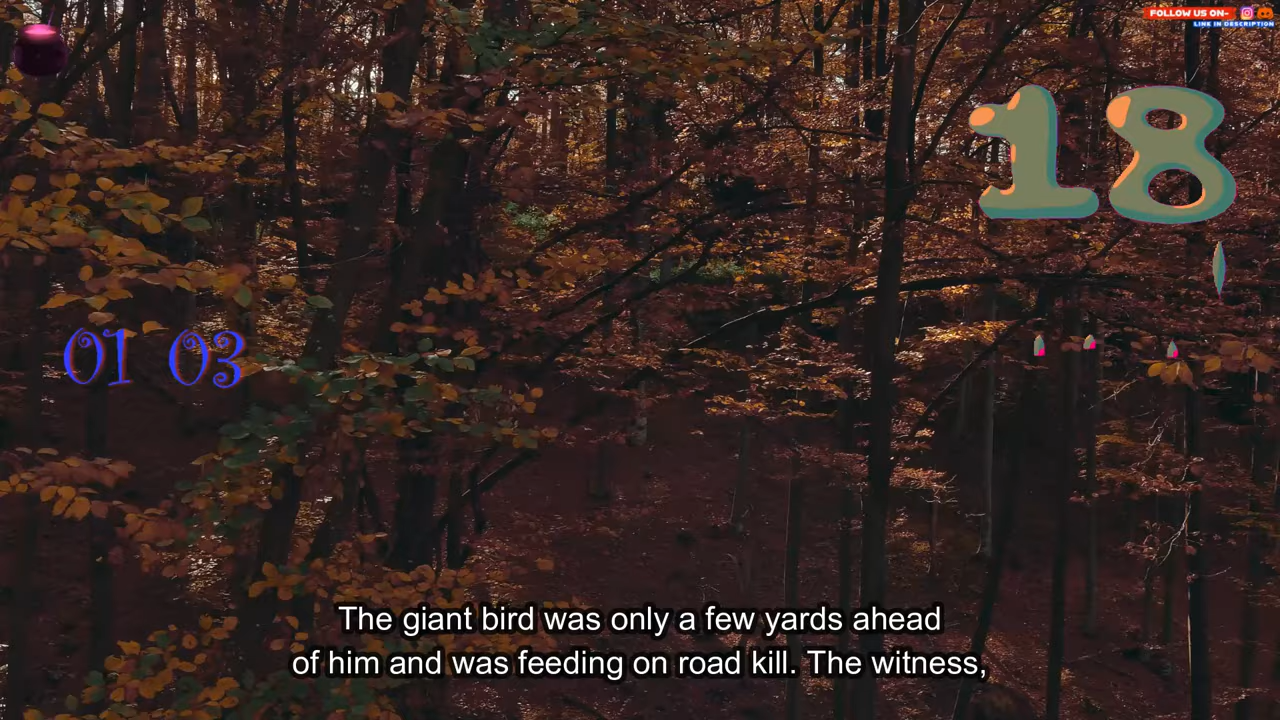 FOLLOW US ON-
LINK IN DESCRIPTION
18
01 03
The giant bird was only a few yards ahead
of him and was feeding on road kill. The witness,